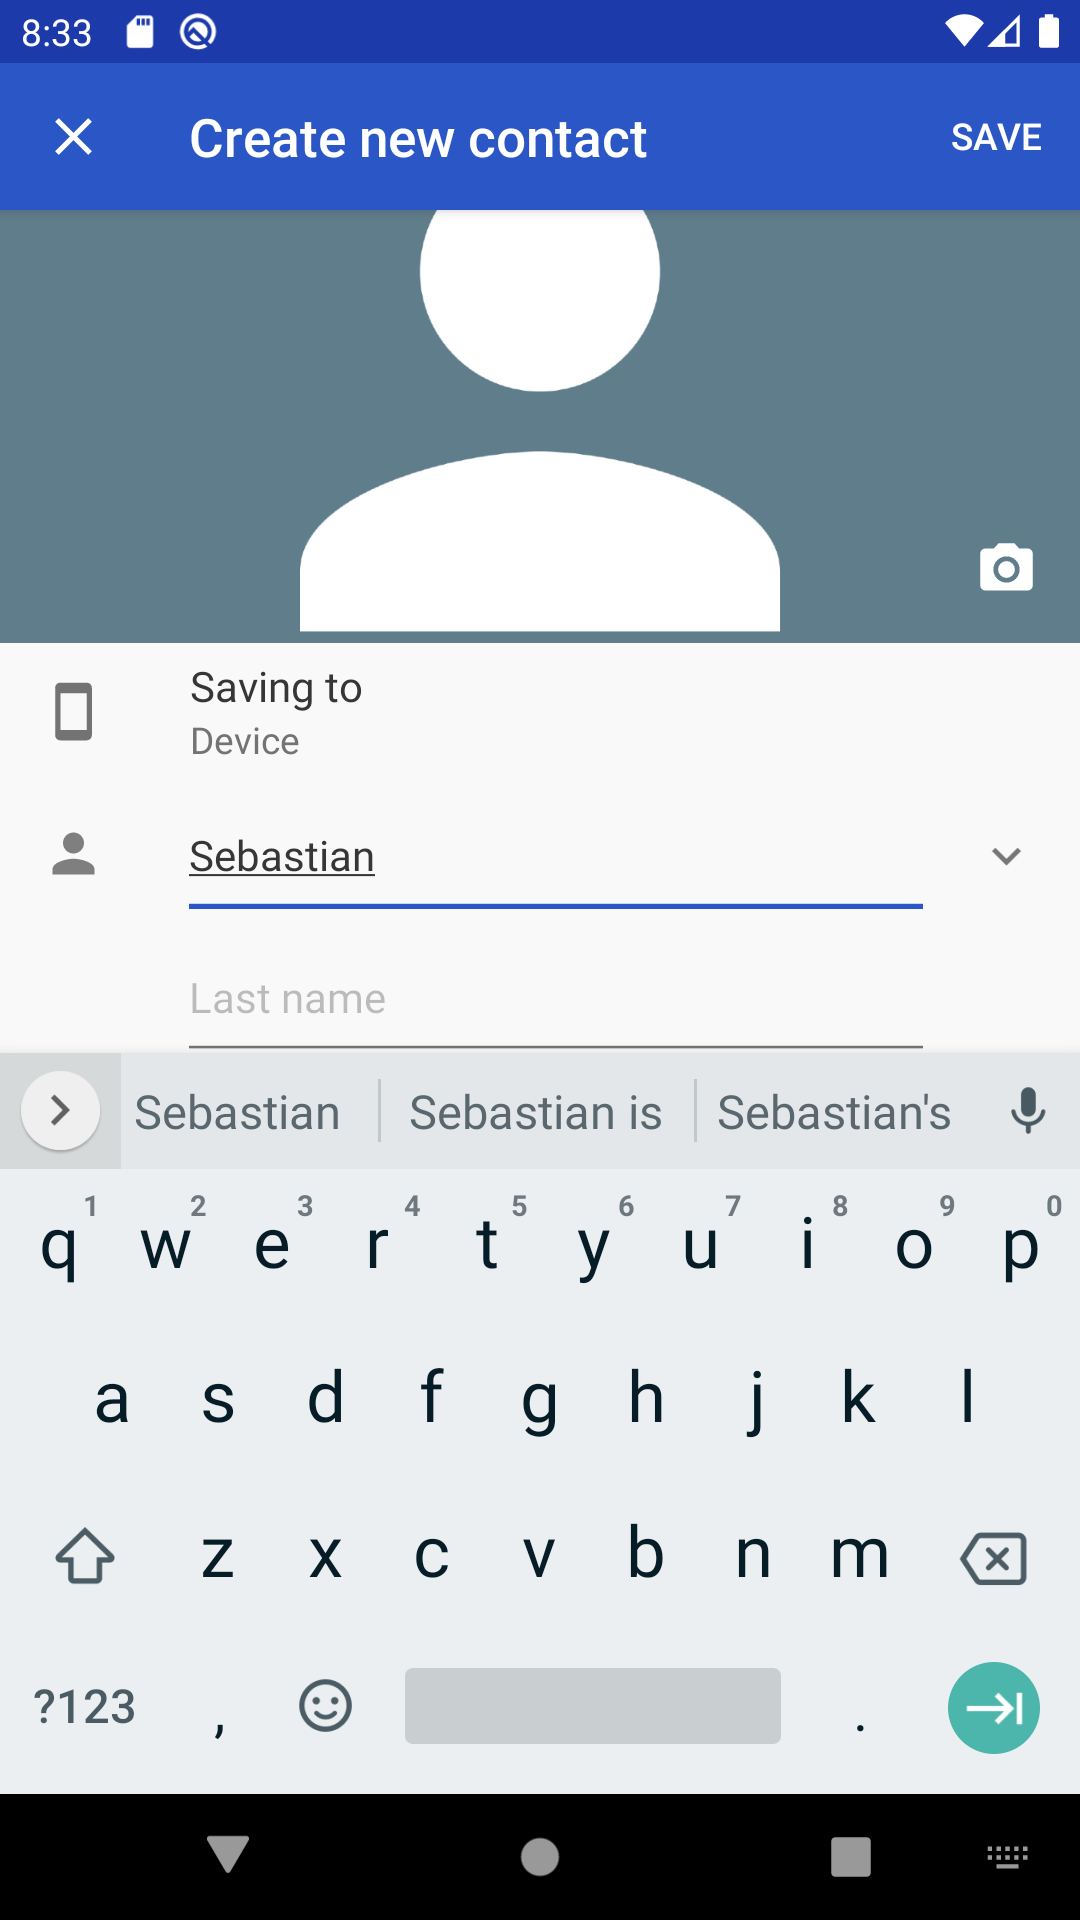 8:33
Create new contact
SAVE
Saving to
Device
Sebastian
Last name
Sebastian Sebastian is Sebastian's
1 2 3 4 5 6 7 8 9 0
q w e r t y u i o p
a s d f g h j k l
z x c v b n m
?123 , .